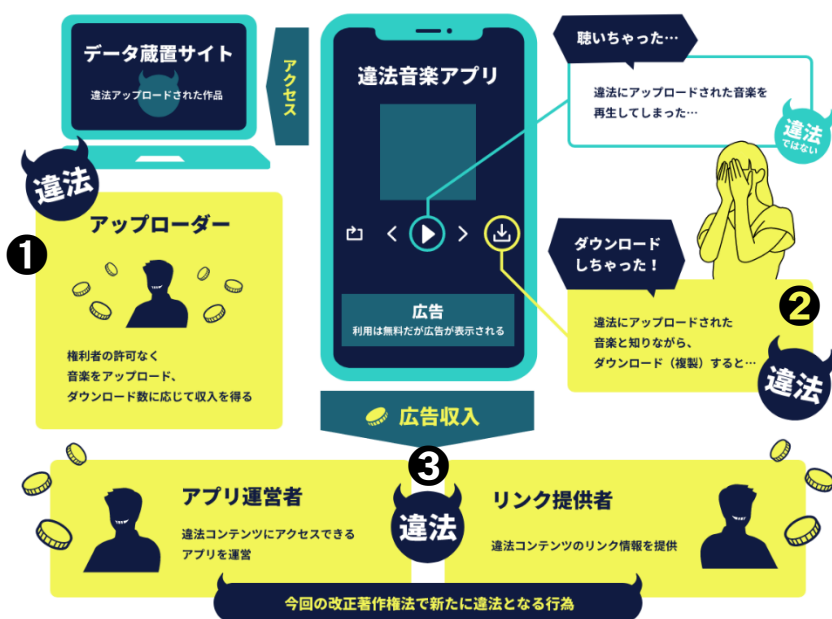 データ蔵置サイト
違法アップロードされた作品
アクセス
違法
❶
アップローダー
権利者の許可なく
音楽をアップロード、
ダウンロード数に応じて収入を得る
違法音楽アプリ
広告
利用は無料だが広告が表示される
聴いちゃった…
違法にアップロードされた音楽を
再生してしまった…
違法
ではない
ダウンロード
しちゃった！
❷
違法にアップロードされた
音楽と知りながら、
ダウンロード（複製）すると…
違法
広告収入
❸
アプリ運営者
違法コンテンツにアクセスできる
アプリを運営
違法
リンク提供者
違法コンテンツのリンク情報を提供
今回の改正著作権法で新たに違法となる行為